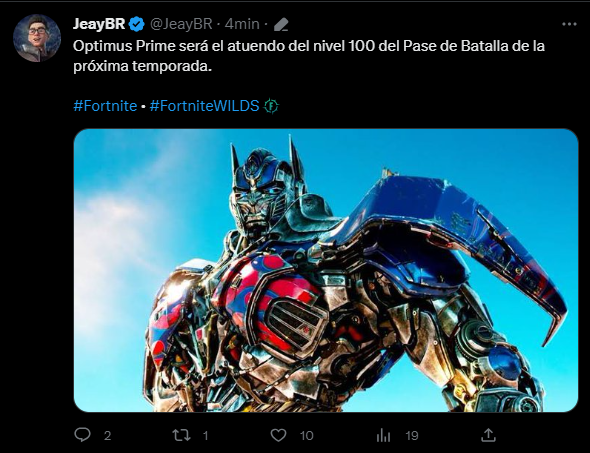 JeayBR @JeayBR · 4min ·
Optimus Prime será el atuendo del nivel 100 del Pase de Batalla de la
próxima temporada.
#Fortnite • #FortniteWILDS
2 1 10 19